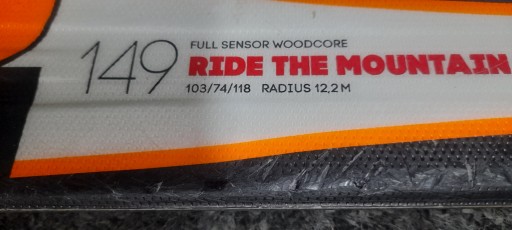 149
FULL SENSOR WOODCORE
RIDE THE MOUNTAIN
103/74/118 RADIUS 12,2 M